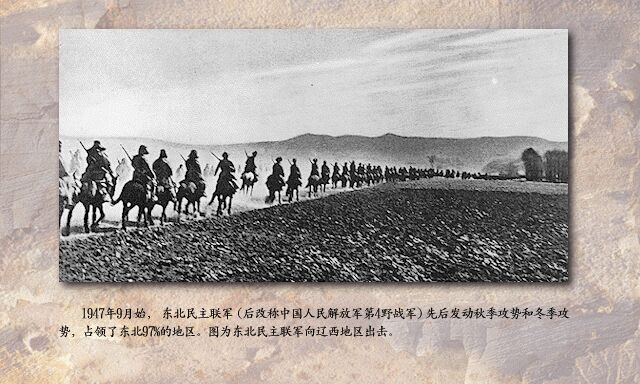 1947年9月始， 东北民主联军（后改称中国人民解放军第4野战军）先后发动秋季攻势和冬季攻
势，占领了东北97%的地区。图为东北民主联军向辽西地区出击。